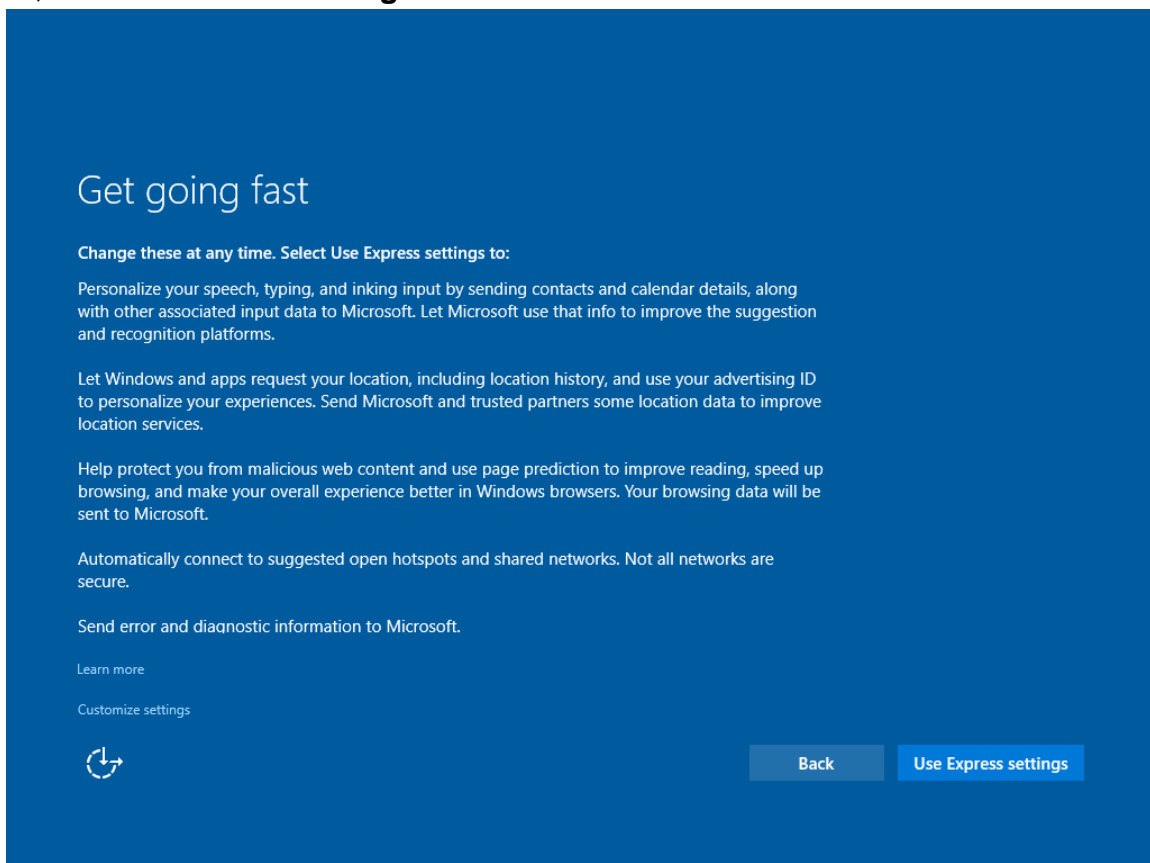 Get going fast
Change these at any time. Select Use Express settings to:
Personalize your speech, typing, and inking input by sending contacts and calendar details, along
with other associated input data to Microsoft. Let Microsoft use that info to improve the suggestion
and recognition platforms.
Let Windows and apps request your location, including location history, and use your advertising ID
to personalize your experiences. Send Microsoft and trusted partners some location data to improve
location services.
Help protect you from malicious web content and use page prediction to improve reading, speed up
browsing, and make your overall experience better in Windows browsers. Your browsing data will be
sent to Microsoft.
Automatically connect to suggested open hotspots and shared networks. Not all networks are
secure.
Send error and diagnostic information to Microsoft.
Learn more
Customize settings
Back
Use Express settings